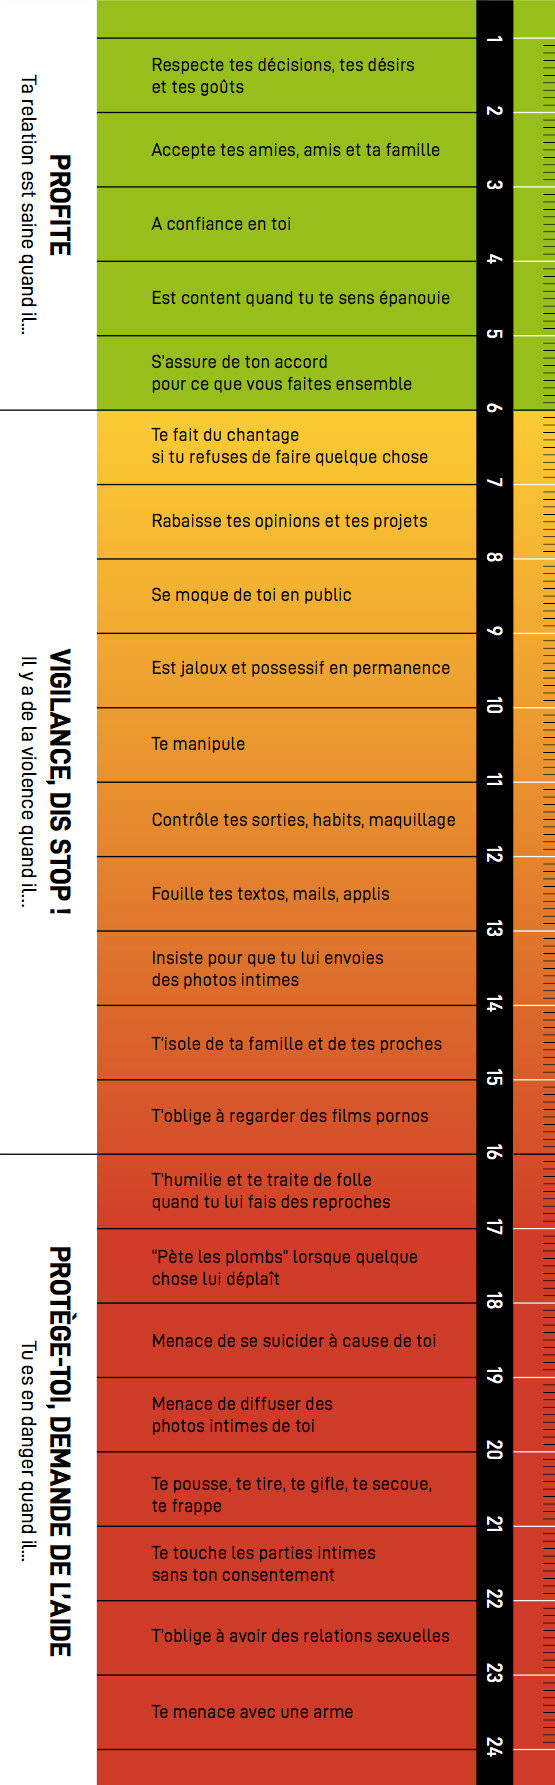 PROFITE
Ta relation est saine quand il...
1
Respecte tes décisions, tes désirs
et tes goûts
2
Accepte tes amies, amis et ta famille
3
A confiance en toi
4
Est content quand tu te sens épanouie
5
S'assure de ton accord
pour ce que vous faites ensemble
6
VIGILANCE, DIS STOP !
Il y a de la violence quand il...
Te fait du chantage
si tu refuses de faire quelque chose
7
Rabaisse tes opinions et tes projets
8
Se moque de toi en public
9
Est jaloux et possessif en permanence
10
Te manipule
11
Contrôle tes sorties, habits, maquillage
12
Fouille tes textos, mails, applis
13
Insiste pour que tu lui envoies
des photos intimes
14
T'isole de ta famille et de tes proches
15
T'oblige à regarder des films pornos
16
PROTÈGE-TOI, DEMANDE DE L'AIDE
Tu es en danger quand il...
T'humilie et te traite de folle
quand tu lui fais des reproches
17
"Pète les plombs" lorsque quelque
chose lui déplaît
18
Menace de se suicider à cause de toi
19
Menace de diffuser des
photos intimes de toi
20
Te pousse, te tire, te gifle, te secoue,
te frappe
21
Te touche les parties intimes
sans ton consentement
22
T'oblige à avoir des relations sexuelles
23
Te menace avec une arme
24